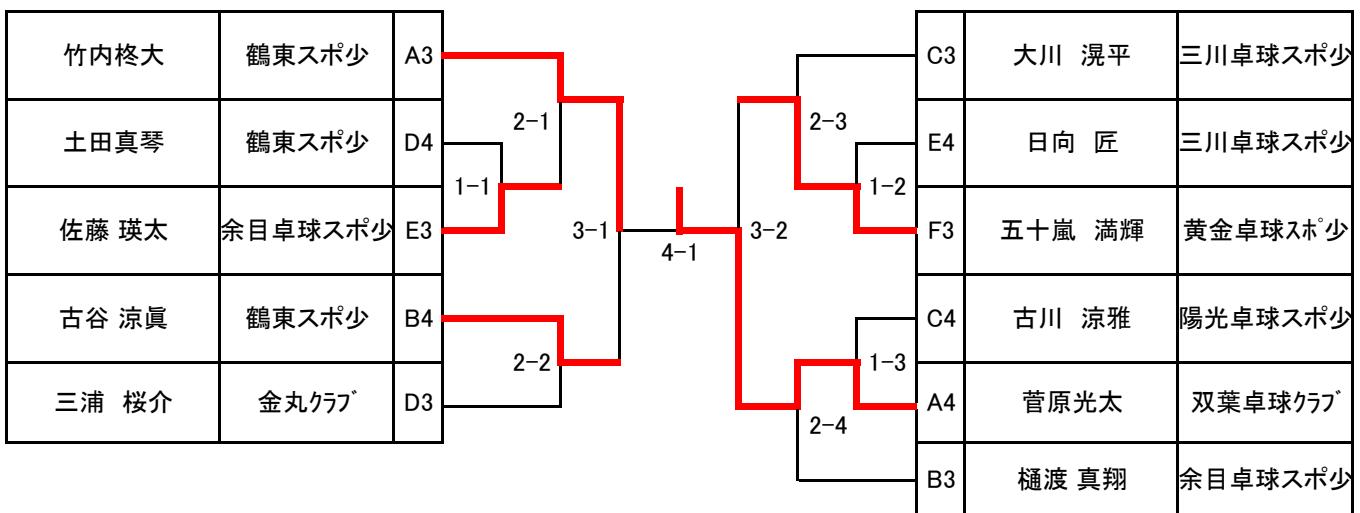 竹内柊大 鶴東スポ少 A3
土田真琴 鶴東スポ少 D4
佐藤 瑛太 余目卓球スポ少 E3
古谷 涼眞 鶴東スポ少 B4
三浦 桜介 金丸クラブ D3
2-1
1-1
3-1
2-2
4-1
3-2
2-3
1-2
1-3
2-4
C3 大川 滉平 三川卓球スポ少
E4 日向 匠 三川卓球スポ少
F3 五十嵐 満輝 黄金卓球スポ少
C4 古川 涼雅 陽光卓球スポ少
A4 菅原光太 双葉卓球クラブ
B3 樋渡 真翔 余目卓球スポ少